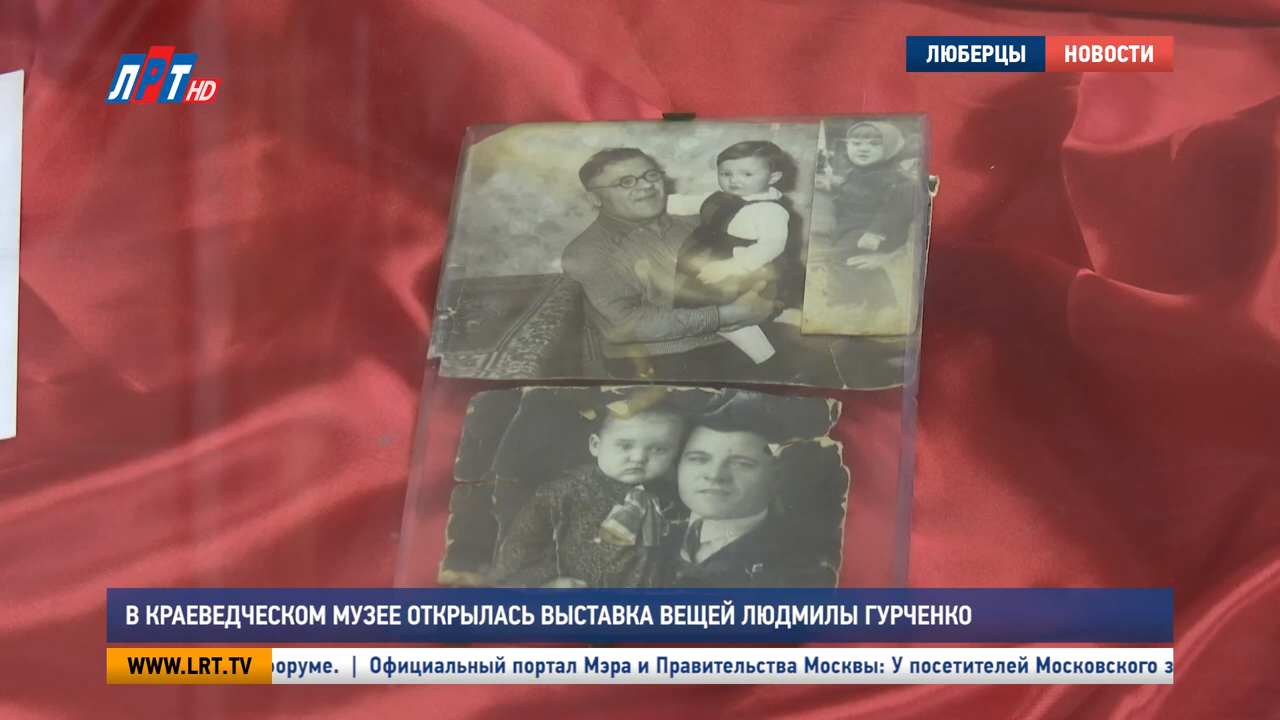 ЛРТ HD
ЛЮБЕРЦЫ НОВОСТИ
В КРАЕВЕДЧЕСКОМ МУЗЕЕ ОТКРЫЛАСЬ ВЫСТАВКА ВЕЩЕЙ ЛЮДМИЛЫ ГУРЧЕНКО
WWW.LRT.TV оруме. | Официальный портал Мэра и Правительства Москвы: У посетителей Московского з